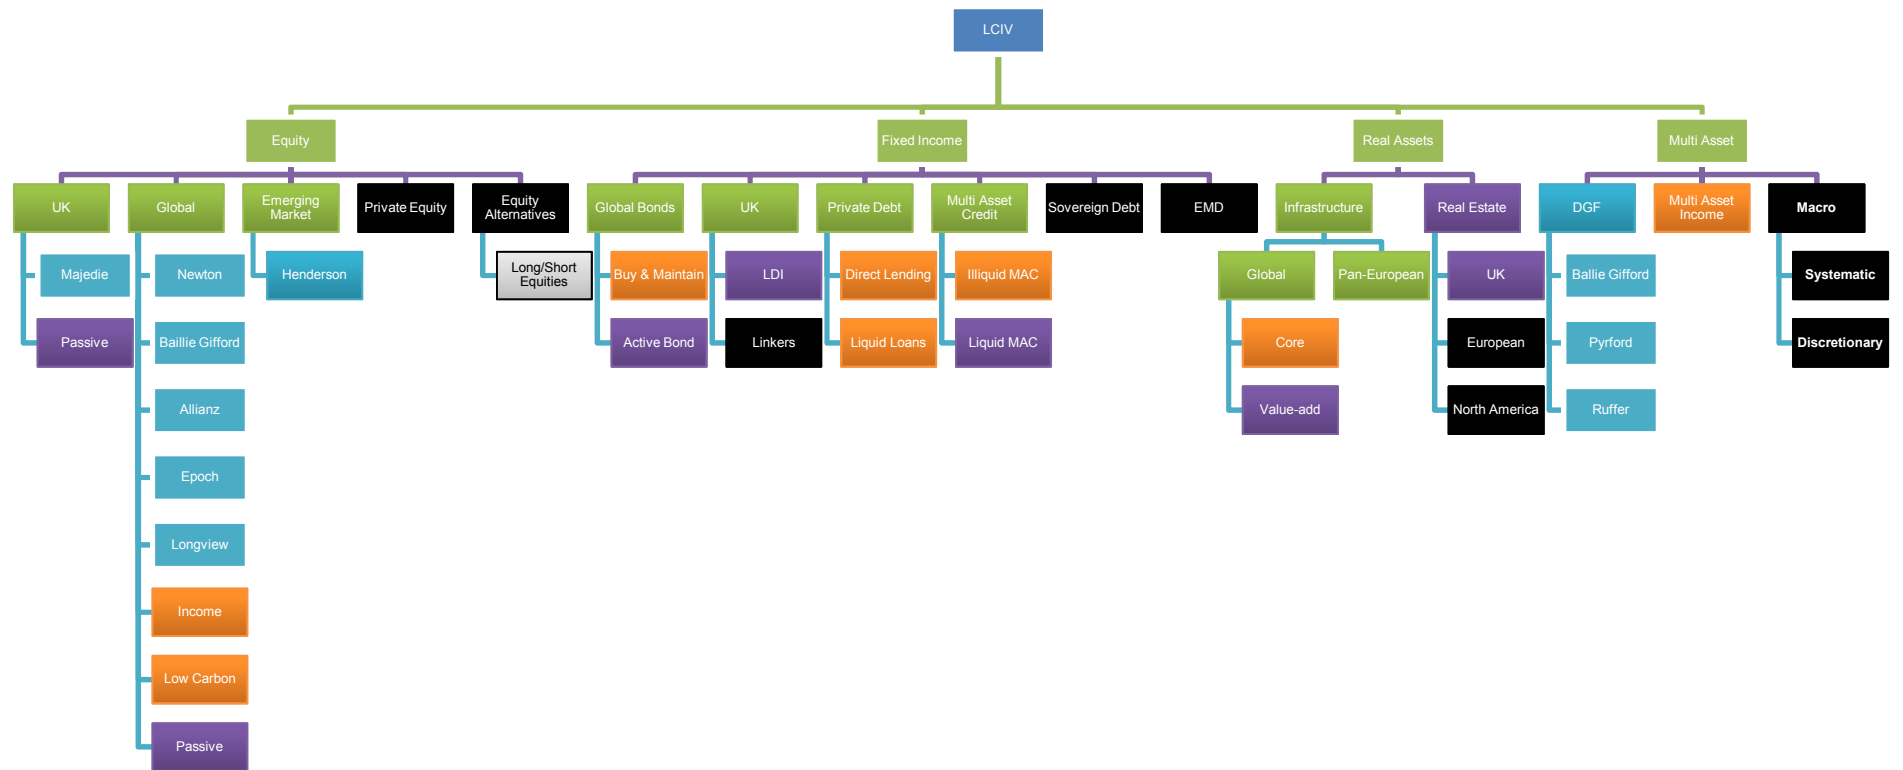 LCIV
Equity
Fixed Income
Real Assets
Multi Asset
UK
Global
Emerging
Market
Private Equity
Equity
Alternatives
Global Bonds
UK
Private Debt
Multi Asset
Credit
Sovereign Debt
EMD
Infrastructure
Real Estate
DGF
Multi Asset
Income
Macro
Majedie
Newton
Henderson
Long/Short
Equities
Buy & Maintain
LDI
Direct Lending
Illiquid MAC
Global
Pan-European
UK
Ballie Gifford
Systematic
Passive
Baillie Gifford
Active Bond
Linkers
Liquid Loans
Liquid MAC
Core
European
Pyrford
Discretionary
Allianz
Value-add
North America
Ruffer
Epoch
Longview
Income
Low Carbon
Passive